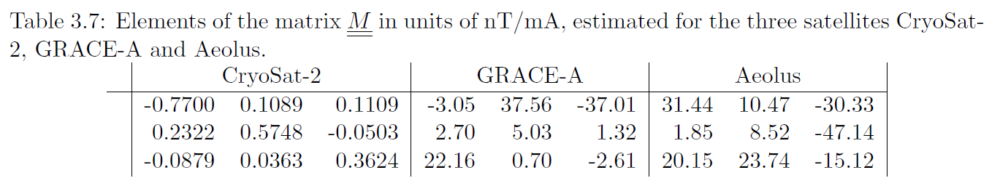 Table 3.7: Elements of the matrix M in units of nT/mA, estimated for the three satellites CryoSat-
2, GRACE-A and Aeolus.
CryoSat-2 GRACE-A Aeolus
-0.7700 0.1089 0.1109 -3.05 37.56 -37.01 31.44 10.47 -30.33
0.2322 0.5748 -0.0503 2.70 5.03 1.32 1.85 8.52 -47.14
-0.0879 0.0363 0.3624 22.16 0.70 -2.61 20.15 23.74 -15.12